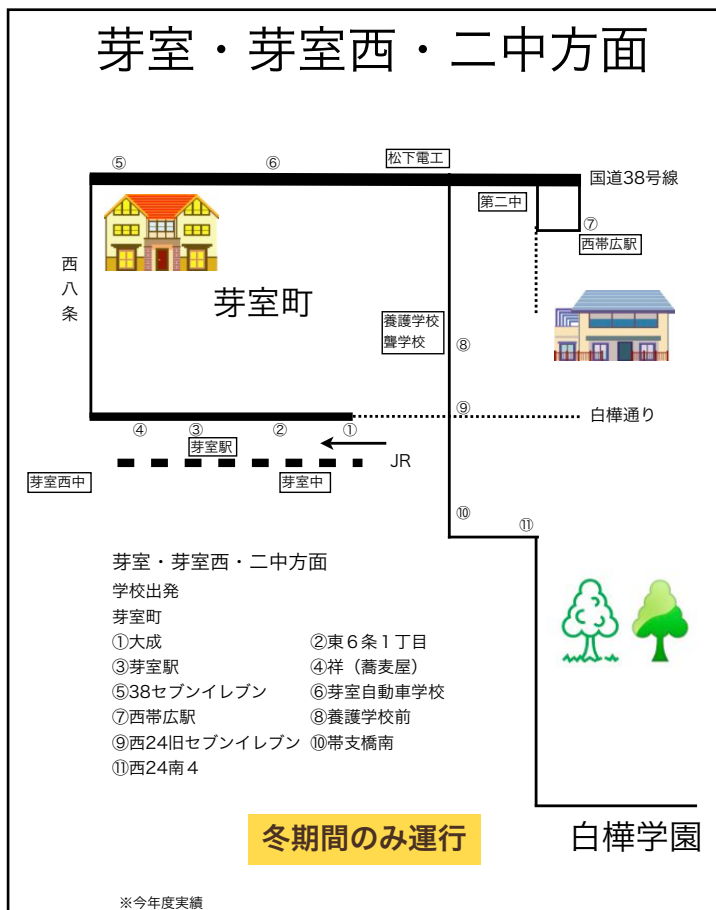 芽室・芽室西・二中方面
松下電工
⑤
⑥
国道38号線
第二中
⑦
西帯広駅
西八条
芽室町
養護学校
聾学校
⑧
⑨
白樺通り
④
③
②
①
芽室駅
JR
芽室西中
芽室中
⑩
⑪
芽室・芽室西・二中方面
学校出発
芽室町
①大成
②東6条1丁目
③芽室駅
④祥（蕎麦屋）
⑤38セブンイレブン
⑥芽室自動車学校
⑦西帯広駅
⑧養護学校前
⑨西24旧セブンイレブン
⑩帯支橋南
⑪西24南4
冬期間のみ運行
白樺学園
※今年度実績